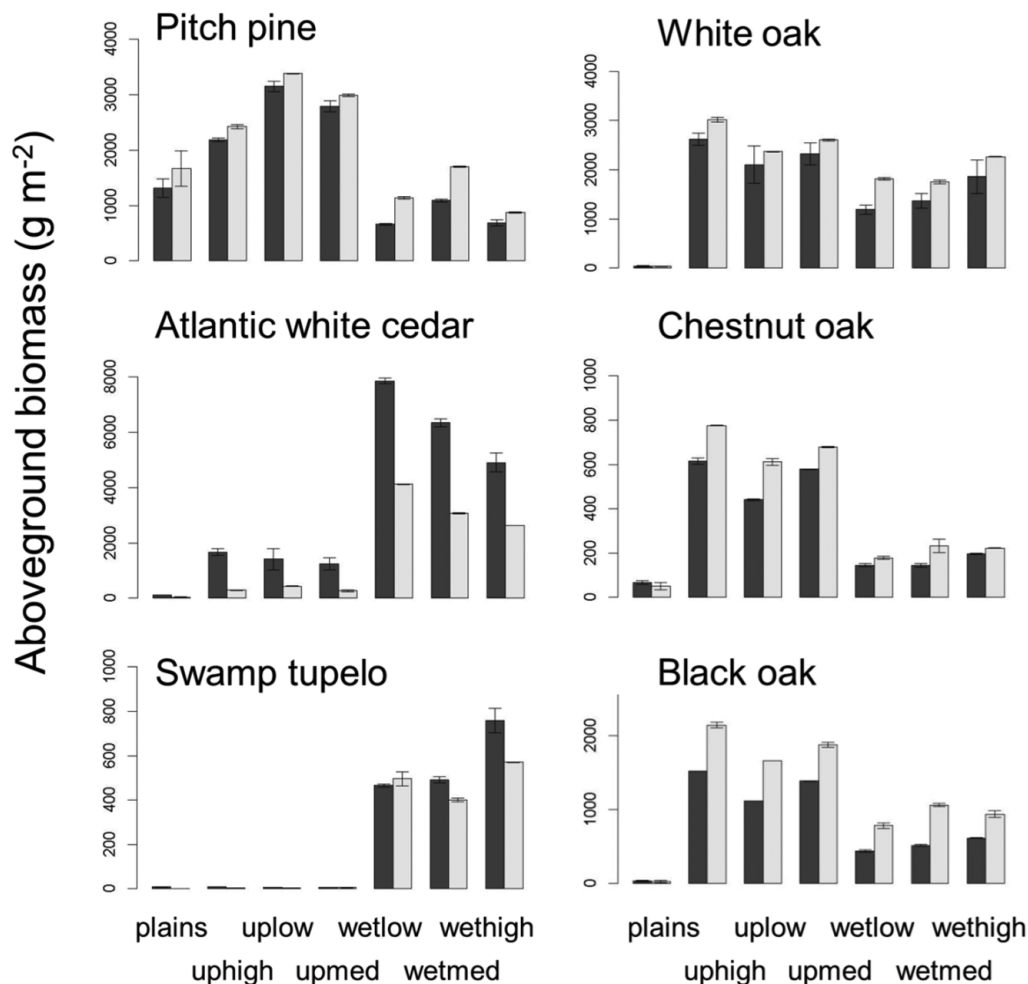 Aboveground biomass (g m-2)
Pitch pine
4000
3000
2000
1000
0
White oak
4000
3000
2000
1000
0
Atlantic white cedar
8000
6000
4000
2000
0
Chestnut oak
1000
800
600
400
200
0
Swamp tupelo
1000
800
600
400
200
0
Black oak
2000
1000
0
plains uplow wetlow wethigh
uphigh upmed wetmed
plains uplow wetlow wethigh
uphigh upmed wetmed